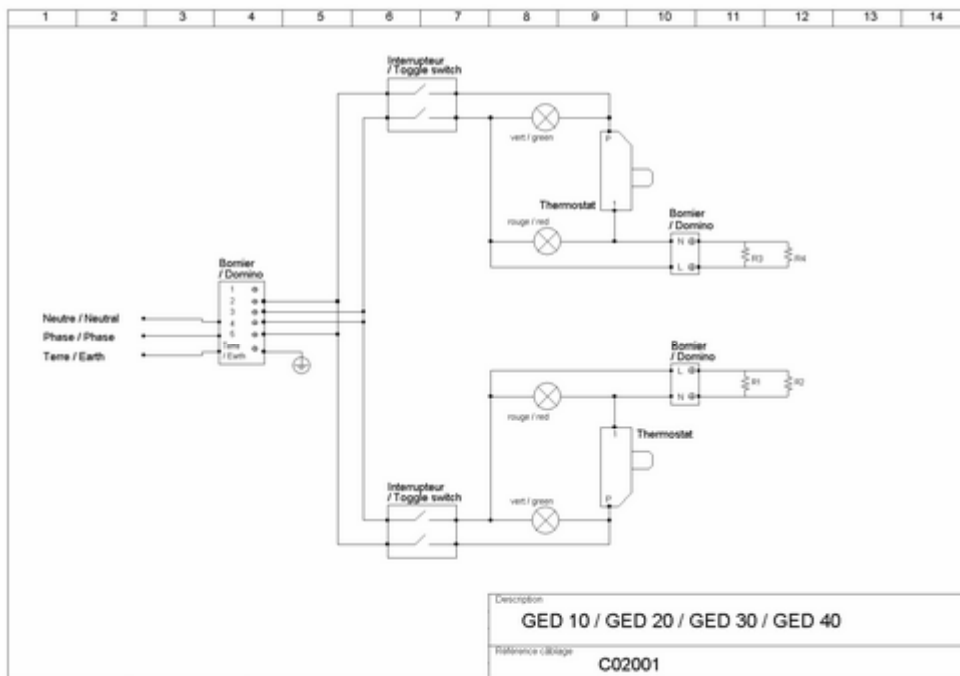 1 2 3 4 5 6 7 8 9 10 11 12 13 14
Interrupteur
/ Toggle switch
vert / green
P
Thermostat
1
rouge / red
Bornier
/ Domino
N
L
R3
R4
Bornier
/ Domino
1
2
3
4
5
Terre
/ Earth
Neutre / Neutral
Phase / Phase
Terre / Earth
Bornier
/ Domino
L
N
R1
R2
rouge / red
1
Thermostat
P
Interrupteur
/ Toggle switch
vert / green
Description
GED 10 / GED 20 / GED 30 / GED 40
Référence câblage
C02001